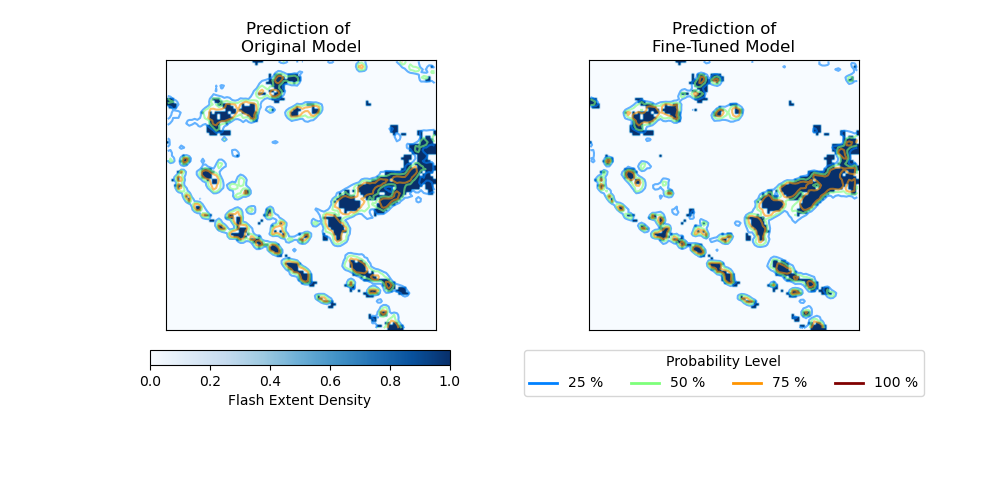 Prediction of
Original Model
Prediction of
Fine-Tuned Model
0.0 0.2 0.4 0.6 0.8 1.0
Flash Extent Density
Probability Level
25 % 50 % 75 % 100 %